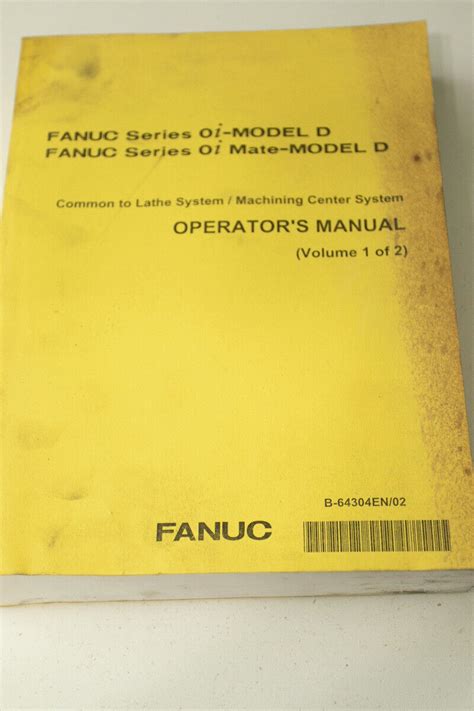 FANUC Series 0i-MODEL D
FANUC Series 0i Mate-MODEL D
Common to Lathe System / Machining Center System
OPERATOR'S MANUAL
(Volume 1 of 2)
B-64304EN/02
FANUC